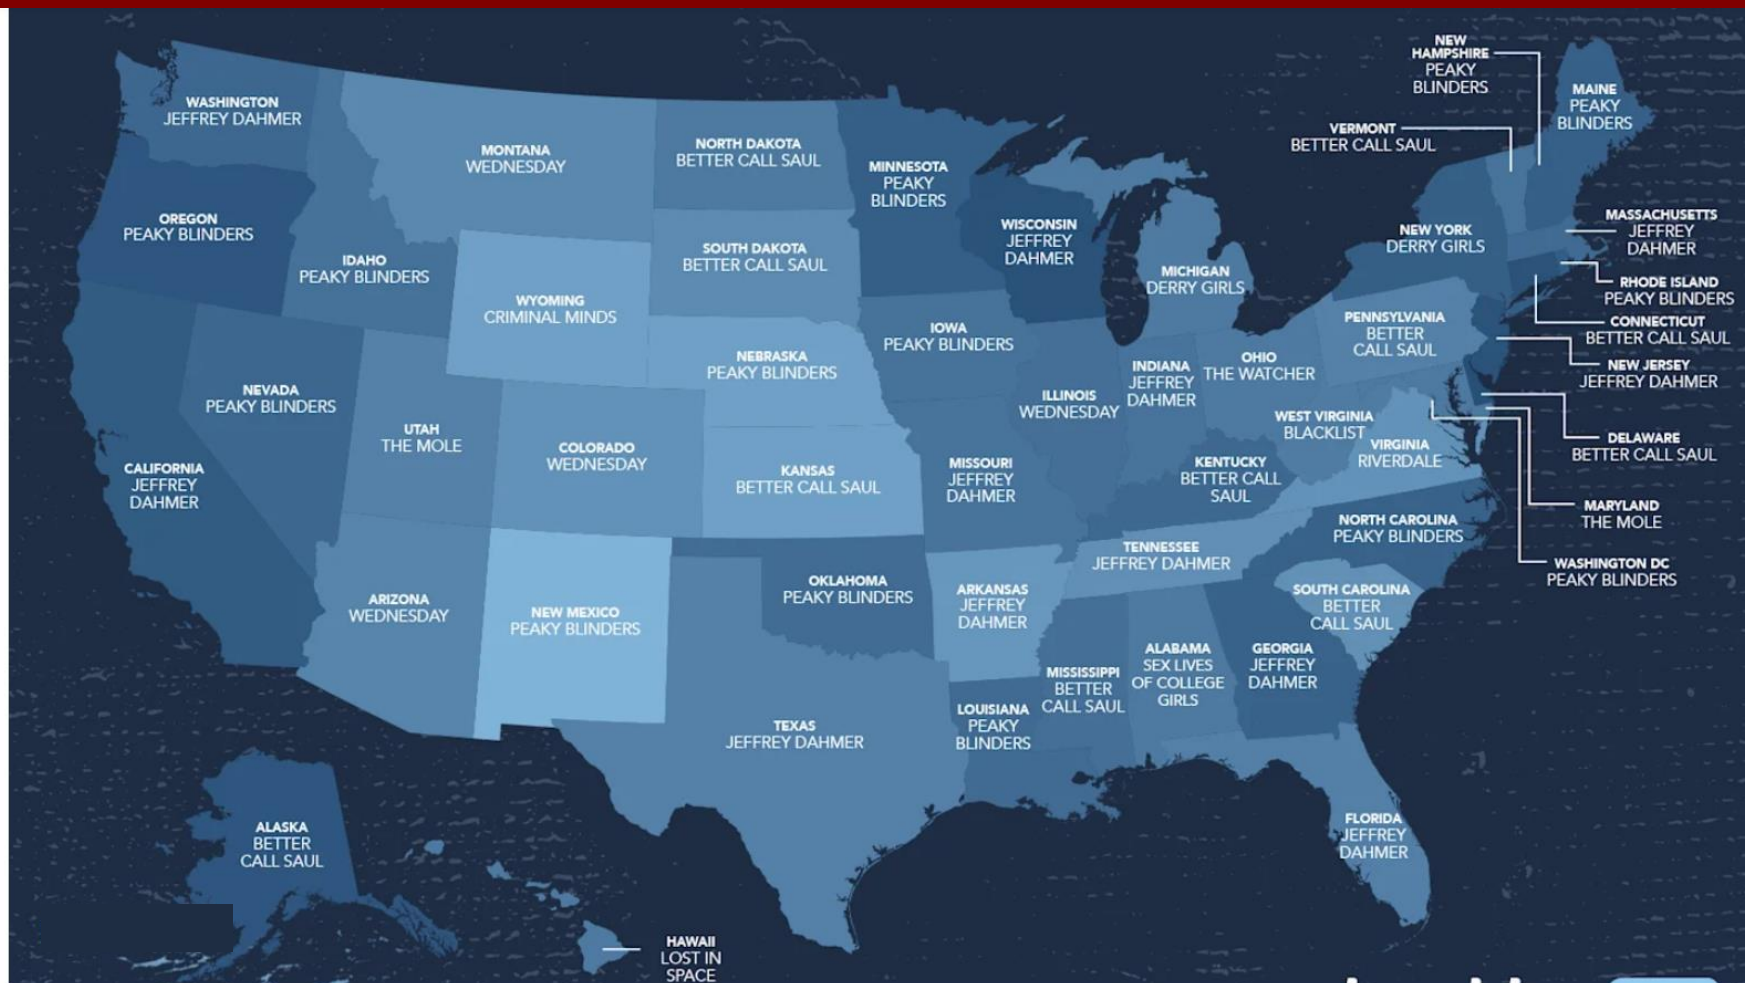 NEW
HAMPSHIRE
PEAKY
BLINDERS
MAINE
PEAKY
BLINDERS
WASHINGTON
JEFFREY DAHMER
VERMONT
BETTER CALL SAUL
MONTANA
WEDNESDAY
NORTH DAKOTA
BETTER CALL SAUL
MINNESOTA
PEAKY
BLINDERS
OREGON
PEAKY BLINDERS
IDAHO
PEAKY BLINDERS
SOUTH DAKOTA
BETTER CALL SAUL
WISCONSIN
JEFFREY
DAHMER
MICHIGAN
DERRY GIRLS
NEW YORK
DERRY GIRLS
MASSACHUSETTS
JEFFREY
DAHMER
RHODE ISLAND
PEAKY BLINDERS
CONNECTICUT
BETTER CALL SAUL
NEW JERSEY
JEFFREY DAHMER
WYOMING
CRIMINAL MINDS
NEBRASKA
PEAKY BLINDERS
IOWA
PEAKY BLINDERS
ILLINOIS
WEDNESDAY
INDIANA
JEFFREY
DAHMER
OHIO
THE WATCHER
PENNSYLVANIA
BETTER
CALL SAUL
NEVADA
PEAKY BLINDERS
UTAH
THE MOLE
COLORADO
WEDNESDAY
KANSAS
BETTER CALL SAUL
MISSOURI
JEFFREY
DAHMER
KENTUCKY
BETTER CALL
SAUL
WEST VIRGINIA
BLACKLIST
VIRGINIA
RIVERDALE
DELAWARE
BETTER CALL SAUL
MARYLAND
THE MOLE
WASHINGTON DC
PEAKY BLINDERS
CALIFORNIA
JEFFREY
DAHMER
ARIZONA
WEDNESDAY
NEW MEXICO
PEAKY BLINDERS
OKLAHOMA
PEAKY BLINDERS
ARKANSAS
JEFFREY
DAHMER
TENNESSEE
JEFFREY DAHMER
NORTH CAROLINA
PEAKY BLINDERS
SOUTH CAROLINA
BETTER
CALL SAUL
TEXAS
JEFFREY DAHMER
LOUISIANA
PEAKY
BLINDERS
MISSISSIPPI
BETTER
CALL SAUL
ALABAMA
SEX LIVES
OF COLLEGE
GIRLS
GEORGIA
JEFFREY
DAHMER
FLORIDA
JEFFREY
DAHMER
ALASKA
BETTER
CALL SAUL
HAWAII
LOST IN
SPACE